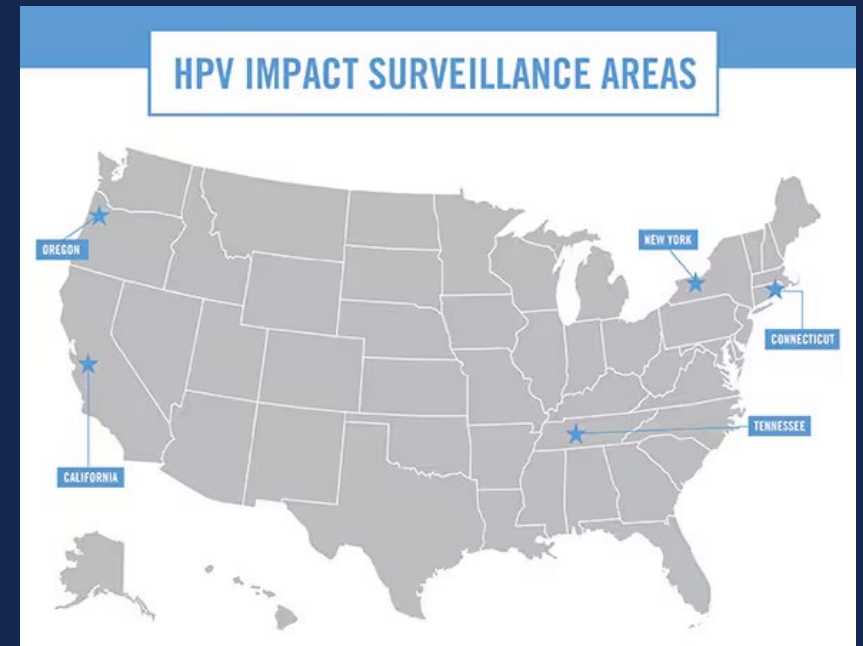 HPV IMPACT SURVEILLANCE AREAS
OREGON
NEW YORK
CONNECTICUT
TENNESSEE
CALIFORNIA